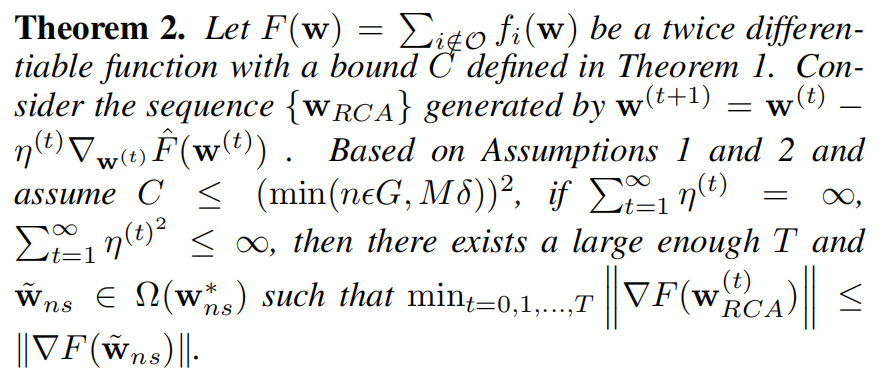 Theorem 2. Let F(w) = ∑_{i∉𝒪} f_i(w) be a twice differen-
tiable function with a bound C defined in Theorem 1. Con-
sider the sequence {w_{RCA}} generated by w^{(t+1)} = w^{(t)} −
η^{(t)}∇_{w^{(t)}} F̂(w^{(t)}) . Based on Assumptions 1 and 2 and
assume C ≤ (min(nϵG, Mδ))², if ∑_{t=1}^{∞} η^{(t)} = ∞,
∑_{t=1}^{∞} η^{(t)²} ≤ ∞, then there exists a large enough T and
w̃_{ns} ∈ Ω(w*_{ns}) such that min_{t=0,1,...,T} ‖∇F(w_{RCA}^{(t)})‖ ≤
‖∇F(w̃_{ns})‖.